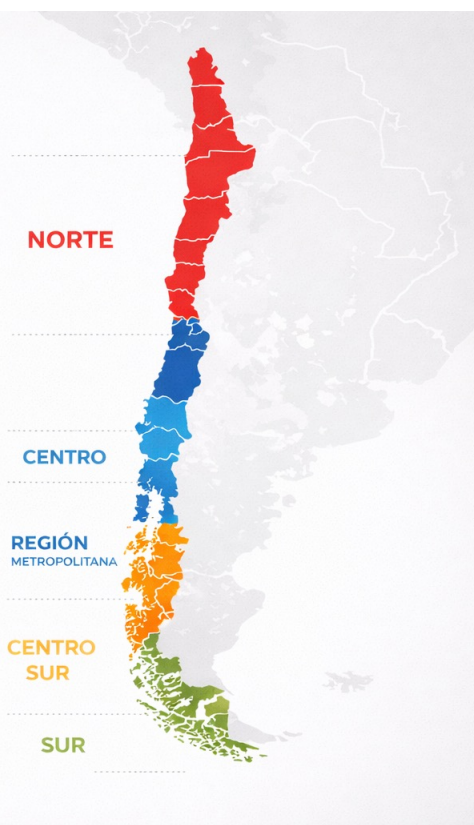 NORTE
CENTRO
REGIÓN
METROPOLITANA
CENTRO
SUR
SUR